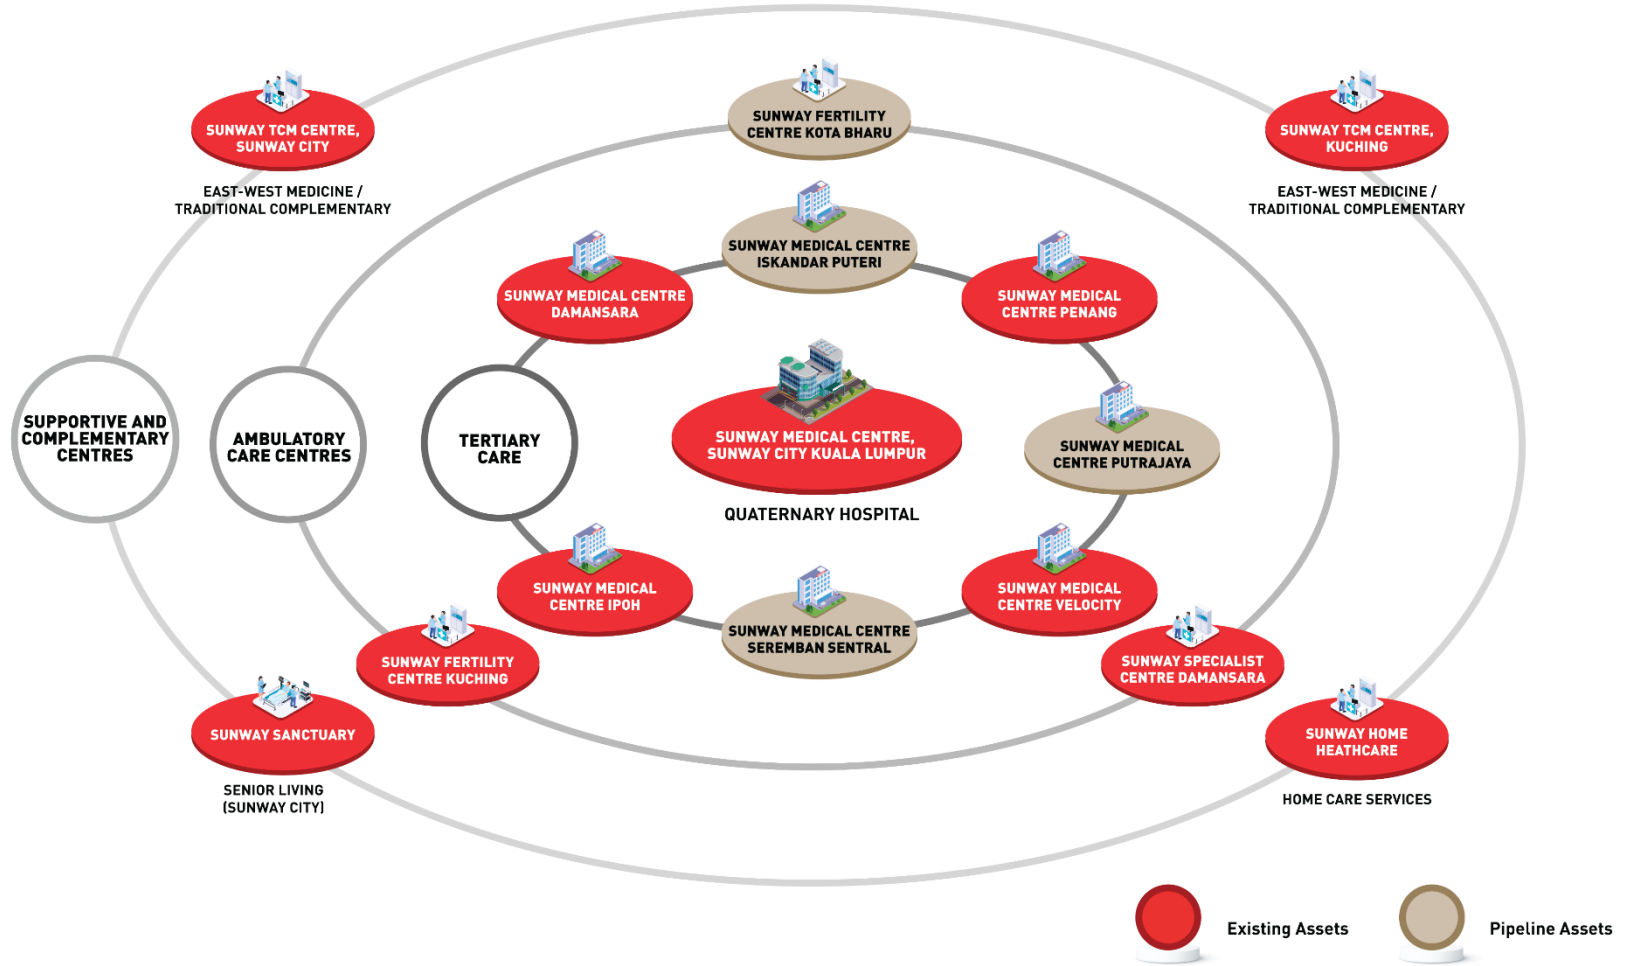 SUNWAY TCM CENTRE,
SUNWAY CITY
EAST-WEST MEDICINE /
TRADITIONAL COMPLEMENTARY
SUNWAY FERTILITY
CENTRE KOTA BHARU
SUNWAY TCM CENTRE,
KUCHING
EAST-WEST MEDICINE /
TRADITIONAL COMPLEMENTARY
SUNWAY MEDICAL CENTRE
ISKANDAR PUTERI
SUNWAY MEDICAL CENTRE
DAMANSARA
SUNWAY MEDICAL
CENTRE PENANG
SUPPORTIVE AND
COMPLEMENTARY
CENTRES
AMBULATORY
CARE CENTRES
TERTIARY
CARE
SUNWAY MEDICAL CENTRE,
SUNWAY CITY KUALA LUMPUR
QUATERNARY HOSPITAL
SUNWAY MEDICAL
CENTRE PUTRAJAYA
SUNWAY MEDICAL
CENTRE IPOH
SUNWAY MEDICAL
CENTRE VELOCITY
SUNWAY MEDICAL CENTRE
SEREMBAN SENTRAL
SUNWAY FERTILITY
CENTRE KUCHING
SUNWAY SPECIALIST
CENTRE DAMANSARA
SUNWAY SANCTUARY
SENIOR LIVING
(SUNWAY CITY)
SUNWAY HOME
HEATHCARE
HOME CARE SERVICES
Existing Assets
Pipeline Assets